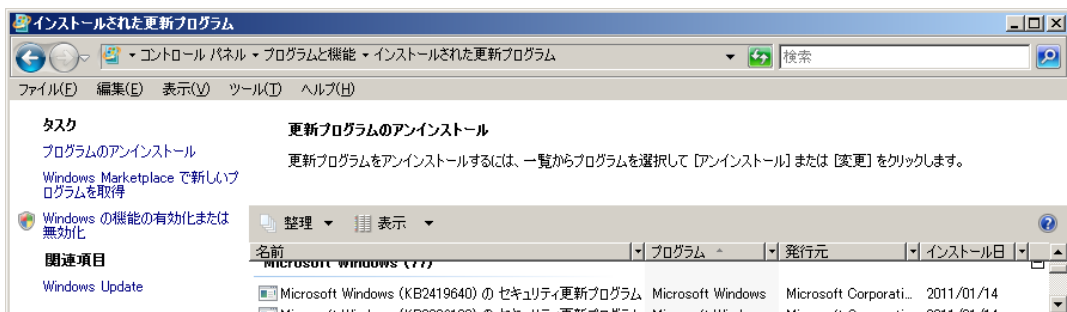 インストールされた更新プログラム
コントロール パネル ▾ プログラムと機能 ▾ インストールされた更新プログラム
検索
ファイル(F) 編集(E) 表示(V) ツール(T) ヘルプ(H)
タスク
プログラムのアンインストール
Windows Marketplace で新しいプ
ログラムを取得
Windows の機能の有効化または
無効化
関連項目
Windows Update
更新プログラムのアンインストール
更新プログラムをアンインストールするには、一覧からプログラムを選択して [アンインストール] または [変更] をクリックします。
整理 表示
名前 プログラム 発行元 インストール日
Microsoft Windows (77)
Microsoft Windows (KB2419640) の セキュリティ更新プログラム Microsoft Windows Microsoft Corporati... 2011/01/14